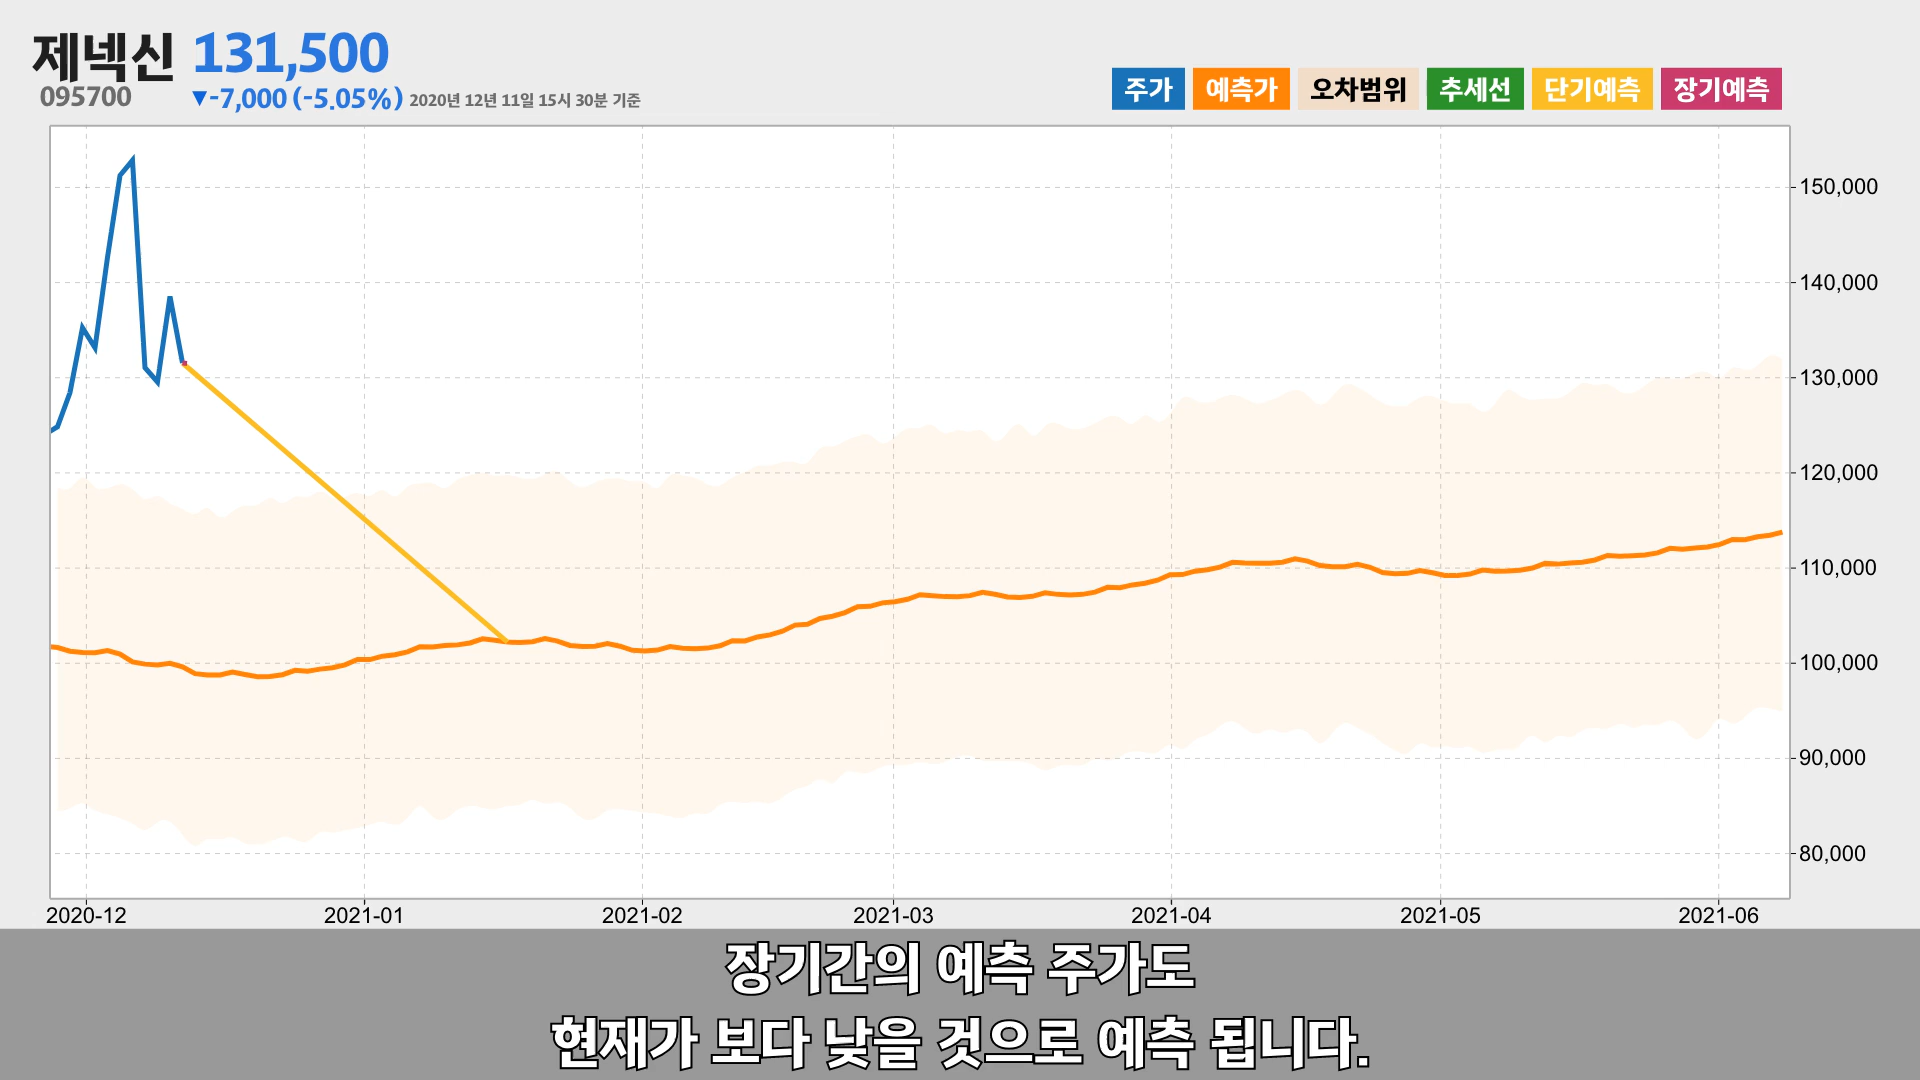 제넥신 131,500
095700
▼-7,000 (-5.05%) 2020년 12년 11일 15시 30분 기준
주가 예측가 오차범위 추세선 단기예측 장기예측
150,000
140,000
130,000
120,000
110,000
100,000
90,000
80,000
2020-12 2021-01 2021-02 2021-03 2021-04 2021-05 2021-06
장기간의 예측 주가도
현재가 보다 낮을 것으로 예측 됩니다.